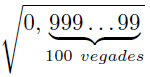 √0, 999 . . . 99
100 vegades